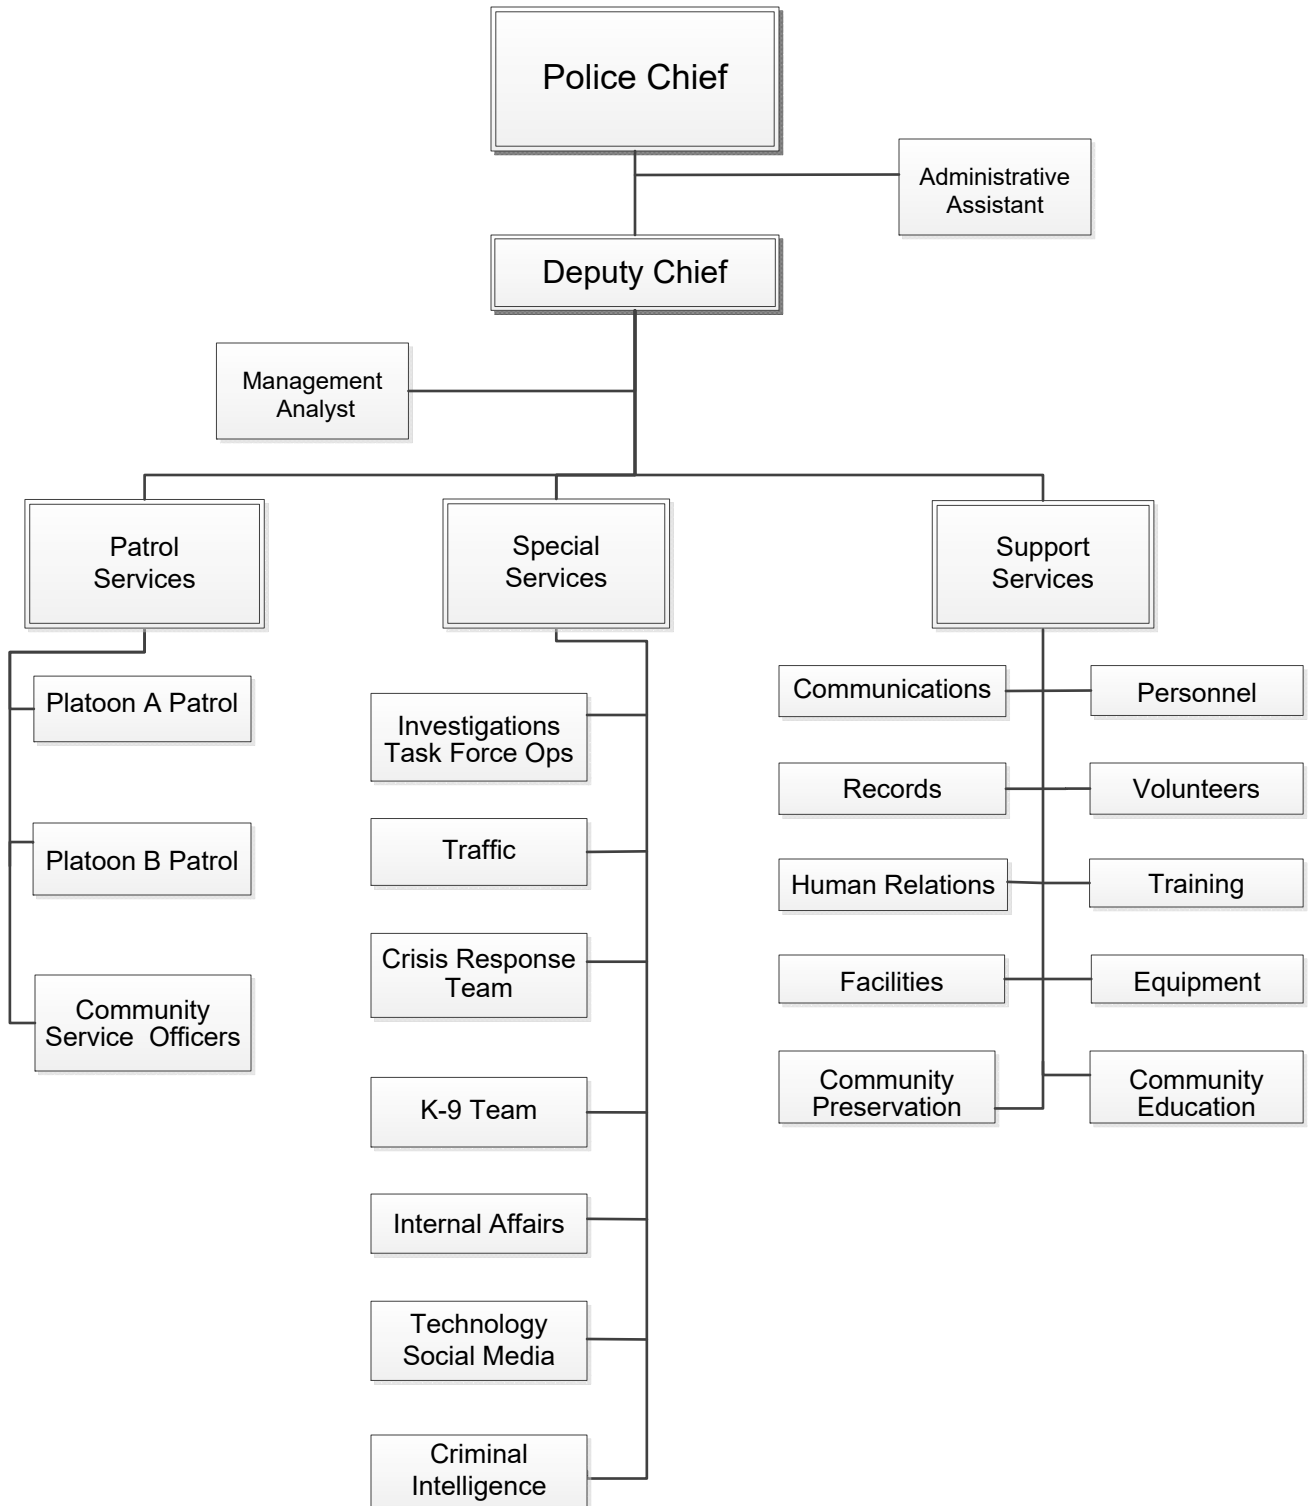 Police Chief
Administrative
Assistant
Deputy Chief
Management
Analyst
Patrol
Services
Special
Services
Support
Services
Platoon A Patrol
Platoon B Patrol
Community
Service  Officers
Investigations
Task Force Ops
Traffic
Crisis Response
Team
K-9 Team
Internal Affairs
Technology
Social Media
Criminal
Intelligence
Communications
Personnel
Records
Volunteers
Human Relations
Training
Facilities
Equipment
Community
Preservation
Community
Education